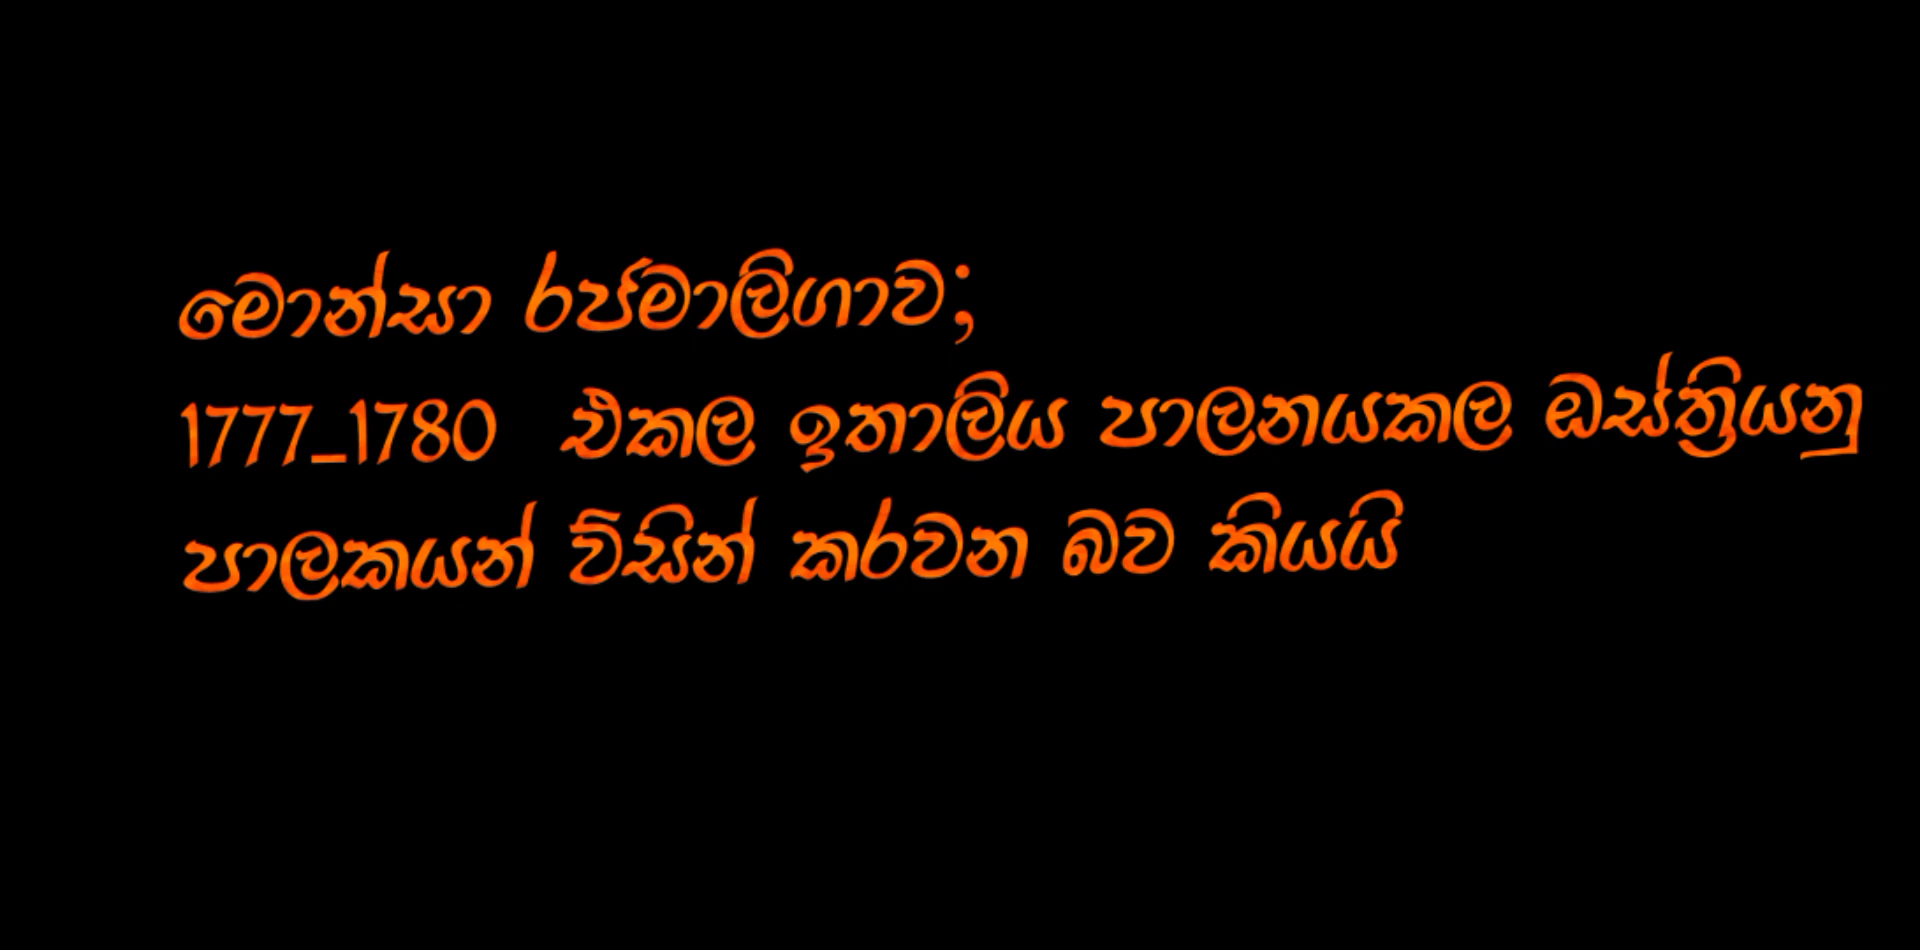 මොන්සා රජමාලිගාව;
1777_1780 එකල ඉතාලිය පාලනයකල ඔස්ත්‍රියනු
පාලකයන් විසින් කරවන බව කියයි